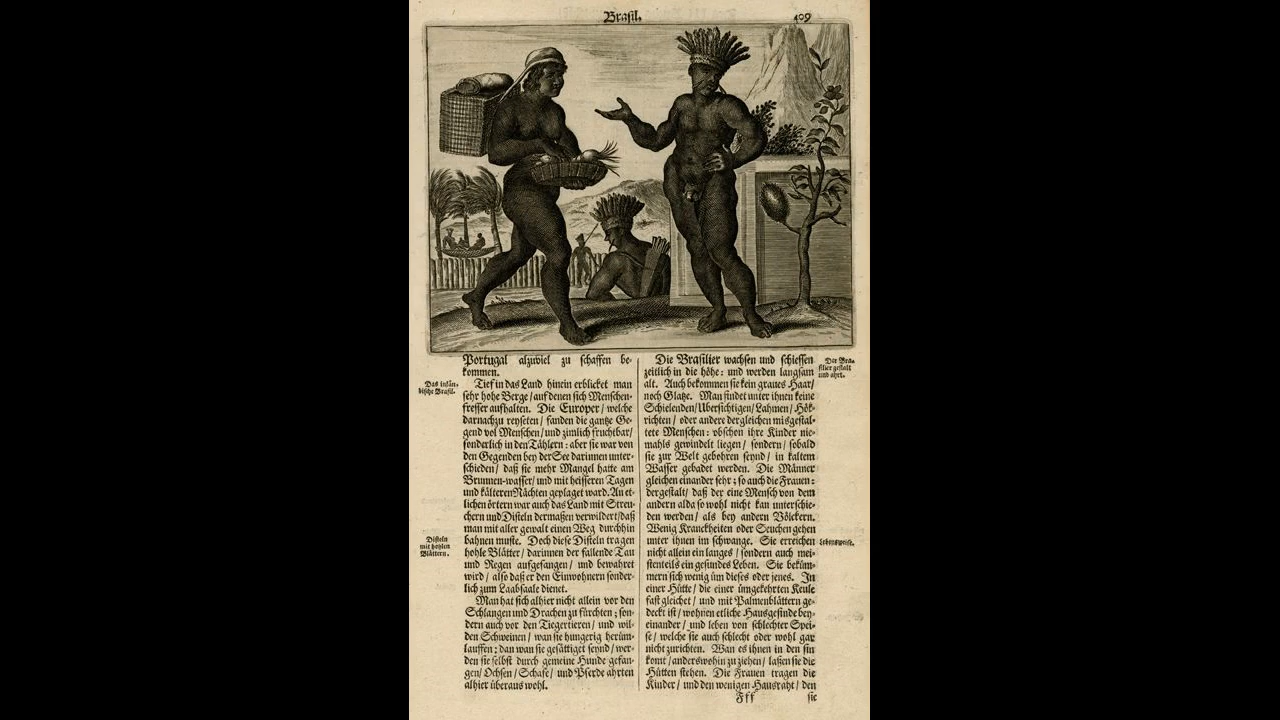 Brasil.
409
Portugal alzuviel zu schaffen be-
kommen.
Das inlän-
dische Brasil.
Tief in das Land hinein erblicket man
sehr hohe Berge / auf denen sich Menschen-
fresser aufhalten. Die Europer / welche
darnach zu reyseten / fanden die gantze Ge-
gend vol Menschen / und zimlich fruchtbar /
sonderlich in den Tählern: aber sie war von
den Gegenden bey der See darinnen unter-
schieden / daß sie mehr Mangel hatte am
Brunnen-wasser / und mit heisseren Tagen
und kälteren Nächten geplaget ward. An et-
lichen örtern war auch das Land mit Streu-
chern und Disteln dermaßen verwildert / daß
man mit aller gewalt einen Weg durchhin
bahnen muste. Doch diese Disteln tragen
Disteln
mit holen
Blättern.
hohle Blätter / darinnen der fallende Tau
und Regen aufgefangen / und bewahret
wird / also daß er den Einwohnern sonder-
lich zum Laabsaale dienet.
Man hat sich alhier nicht allein vor den
Schlangen und Drachen zu fürchten; son-
dern auch vor den Tiegertieren / und wil-
den Schweinen / wan sie hungerig herüm-
lauffen; dan wan sie gesättiget seynd / wer-
den sie selbst durch gemeine Hunde gefan-
gen / Ochsen / Schafe / und Pferde ahrten
alhier überaus wohl.
Die Brasilier wachsen und schiessen
zeitlich in die höhe: und werden langsam
alt. Auch bekommen sie kein graues Haar /
noch Glatze. Man findet unter ihnen keine
Schielenden / Übersichtigen / Lahmen / Hök-
richten / oder andere dergleichen misgestal-
tete Menschen: obschon ihre Kinder nie-
mahls gewindelt liegen / sondern / sobald
sie zur Welt gebohren seynd / in kaltem
Wasser gebadet werden. Die Männer
gleichen einander sehr; so auch die Frauen:
dergestalt / daß der eine Mensch von dem
andern alda so wohl nicht kan unterschie-
den werden / als bey andern Völckern.
Wenig Kranckheiten oder Seuchen gehen
unter ihnen im schwange. Sie erreichen
nicht allein ein langes / sondern auch mei-
stenteils ein gesundes Leben. Sie beküm-
mern sich wenig üm dieses oder jenes. In
einer Hütte / die einer ümgekehrten Keule
fast gleichet / und mit Palmenblättern ge-
deckt ist / wohnen etliche Hausgesinde bey-
einander / und leben von schlechter Spei-
se / welche sie auch schlecht oder wohl gar
nicht zurichten. Wan es ihnen in den sin
komt / anderswohin zu ziehen / laßen sie die
Hütten stehen. Die Frauen tragen die
Kinder / und den wenigen Hausraht / den
Der Bra-
silier gestalt
und ahrt.
Lebensweise.
Fff
sie